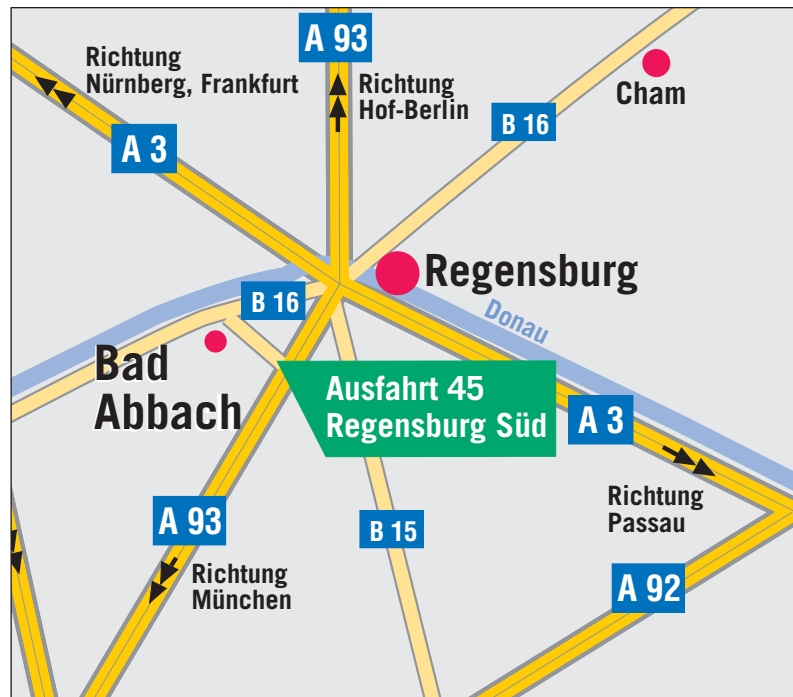 A 93
Richtung
Nürnberg, Frankfurt
Richtung
Hof-Berlin
Cham
B 16
A 3
Regensburg
B 16
Donau
Bad
Abbach
Ausfahrt 45
Regensburg Süd
A 3
A 93
B 15
Richtung
Passau
Richtung
München
A 92